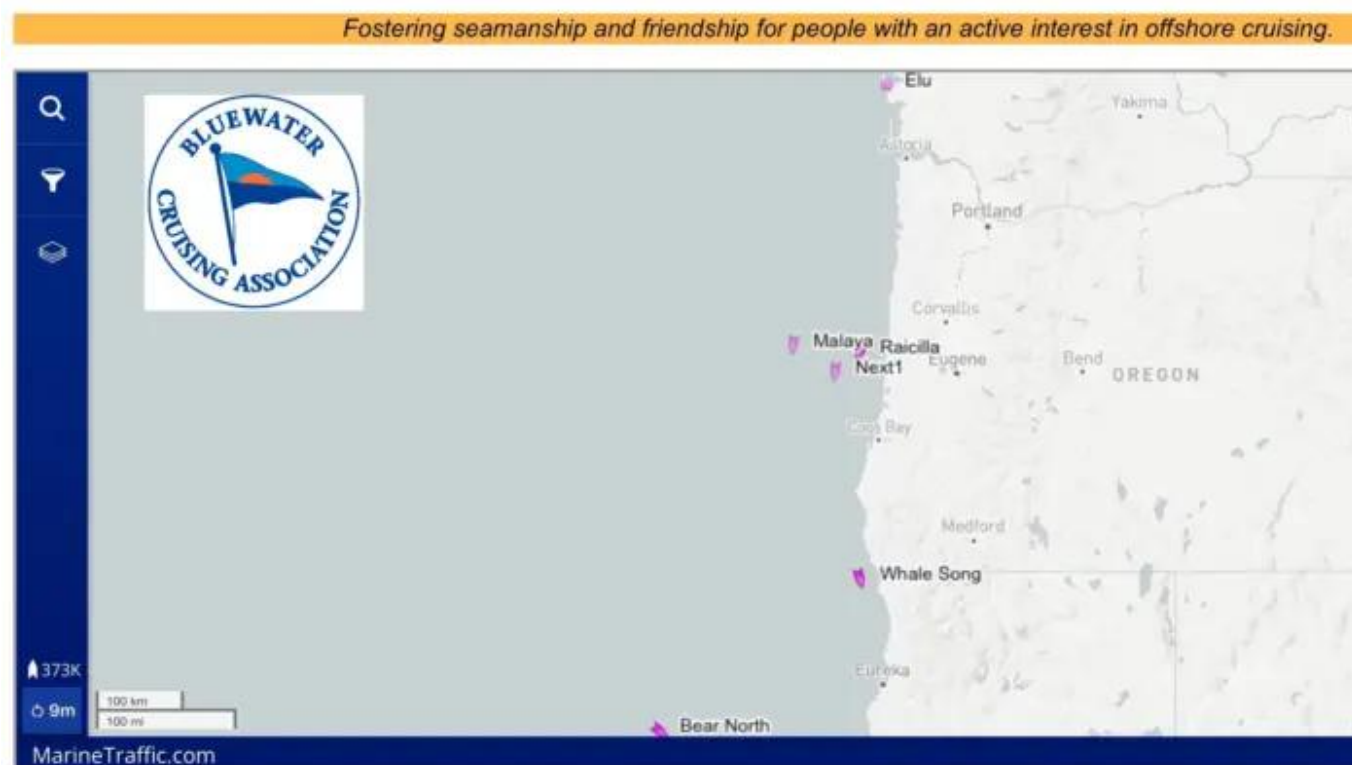 Fostering seamanship and friendship for people with an active interest in offshore cruising.
BLUEWATER
CRUISING ASSOCIATION
Elu
Yakima
Astoria
Portland
Corvallis
Malaya
Raicilla
Eugene
Bend
OREGON
Next1
Coos Bay
Medford
Whale Song
Eureka
373K
9m
100 km
100 mi
Bear North
MarineTraffic.com